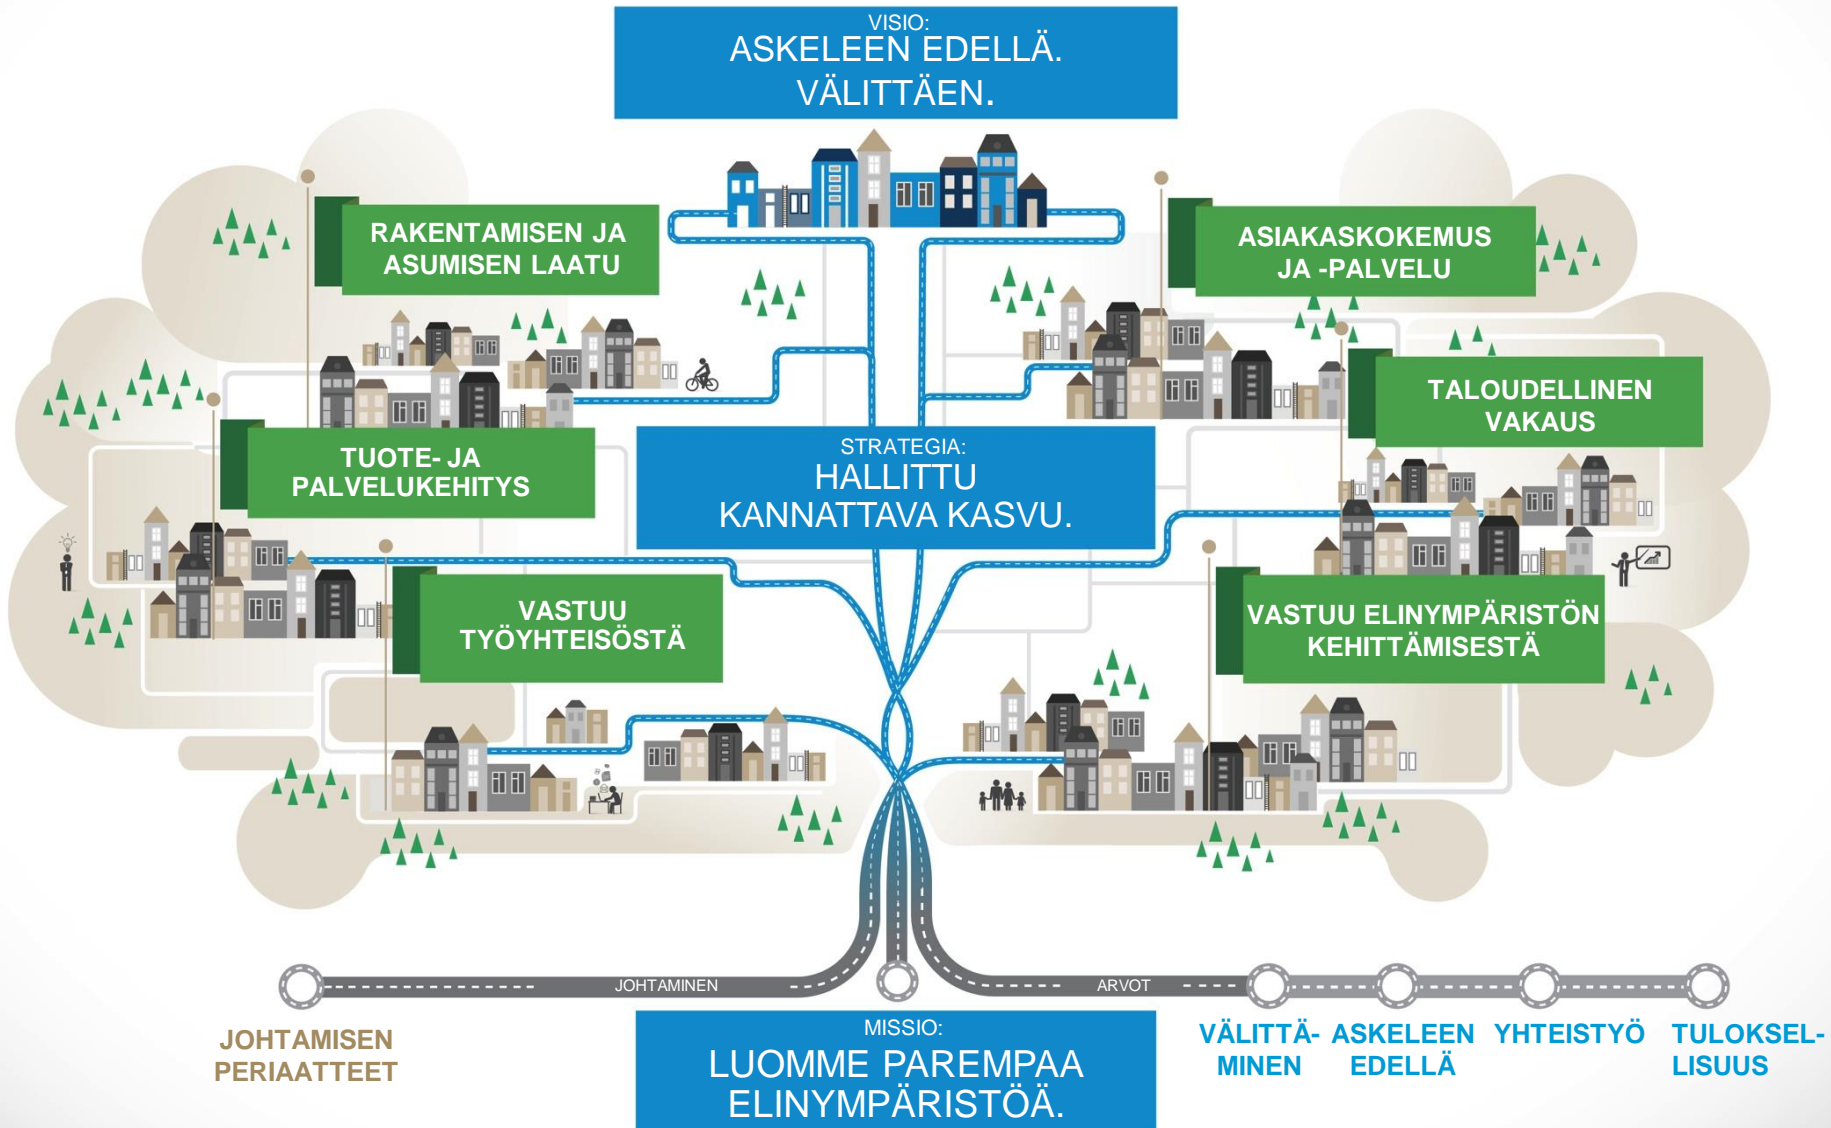 VISIO:
ASKELEEN EDELLÄ.
VÄLITTÄEN.
RAKENTAMISEN JA
ASUMISEN LAATU
ASIAKASKOKEMUS
JA -PALVELU
TALOUDELLINEN
VAKAUS
TUOTE- JA
PALVELUKEHITYS
STRATEGIA:
HALLITTU
KANNATTAVA KASVU.
VASTUU
TYÖYHTEISÖSTÄ
VASTUU ELINYMPÄRISTÖN
KEHITTÄMISESTÄ
JOHTAMINEN
ARVOT
JOHTAMISEN
PERIAATTEET
MISSIO:
LUOMME PAREMPAA
ELINYMPÄRISTÖÄ.
VÄLITTÄ-
MINEN
ASKELEEN
EDELLÄ
YHTEISTYÖ
TULOKSEL-
LISUUS